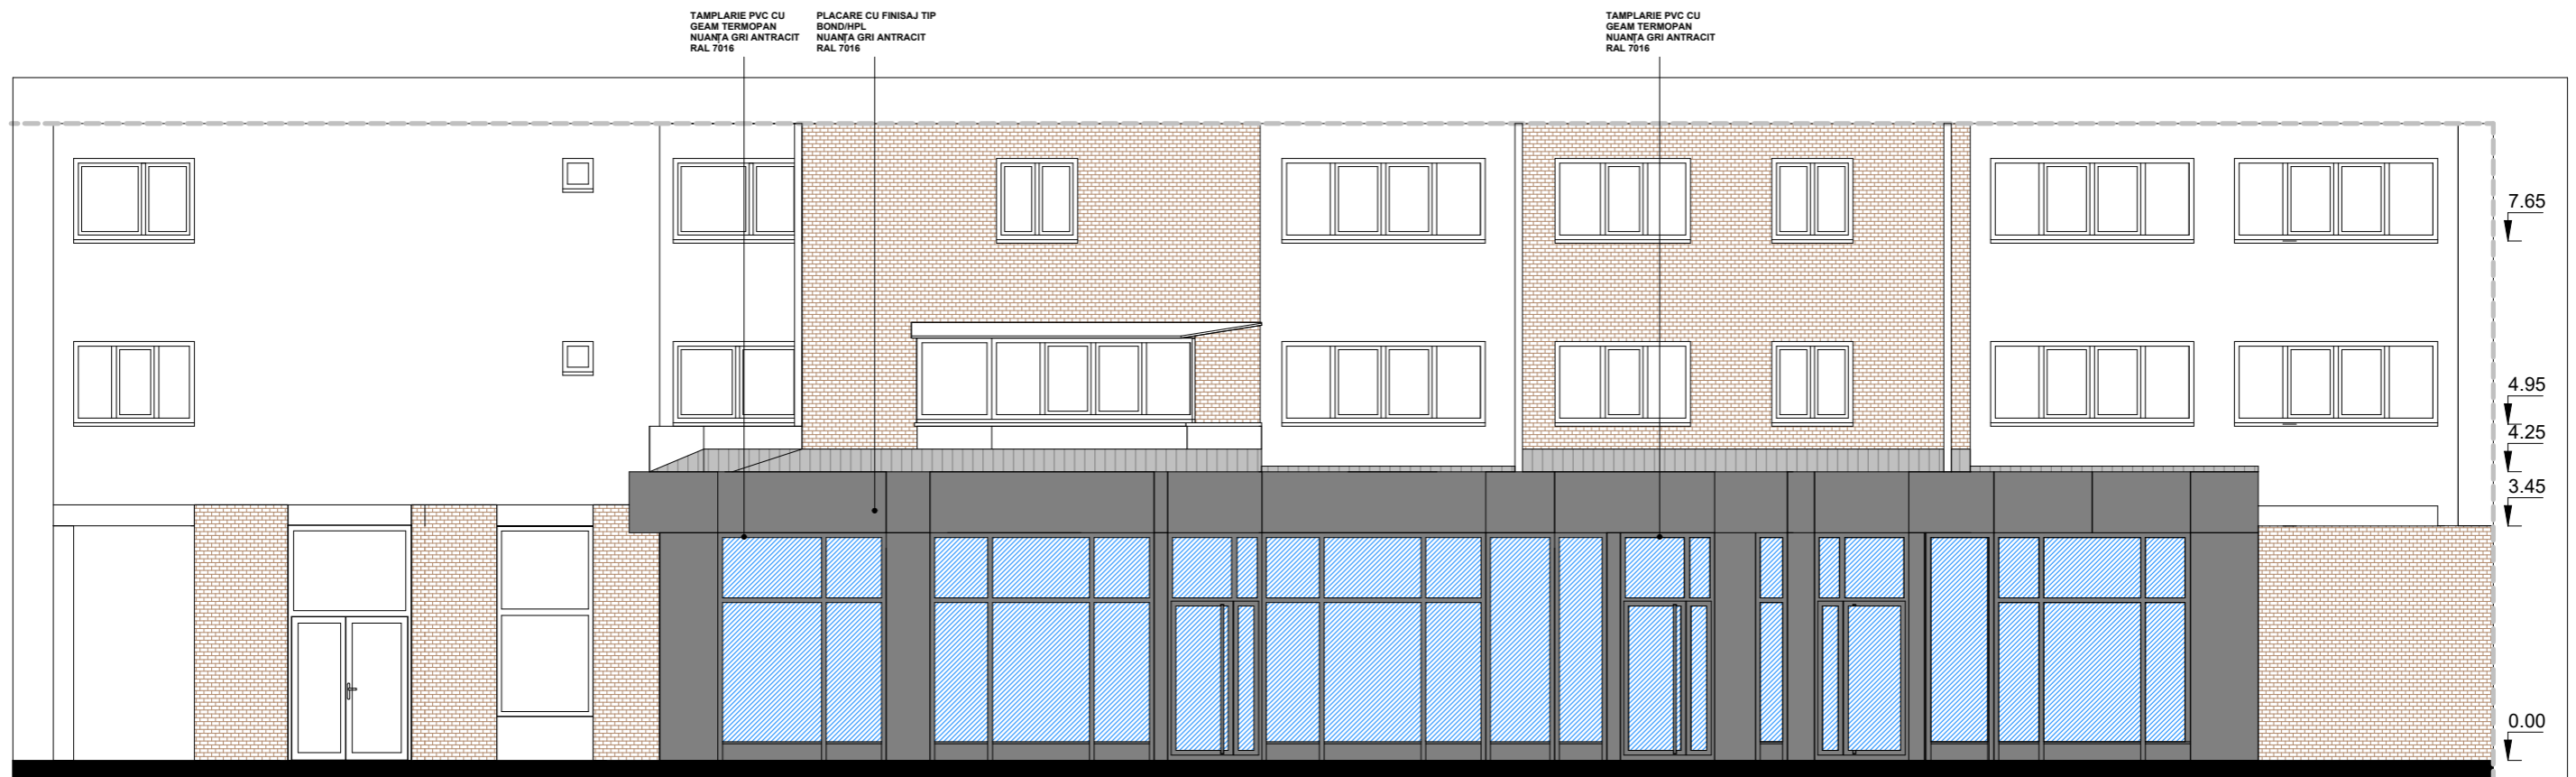 TAMPLARIE PVC CU
GEAM TERMOPAN
NUANȚA GRI ANTRACIT
RAL 7016
PLACARE CU FINISAJ TIP
BOND/HPL
NUANȚA GRI ANTRACIT
RAL 7016
TAMPLARIE PVC CU
GEAM TERMOPAN
NUANȚA GRI ANTRACIT
RAL 7016
7.65
4.95
4.25
3.45
0.00